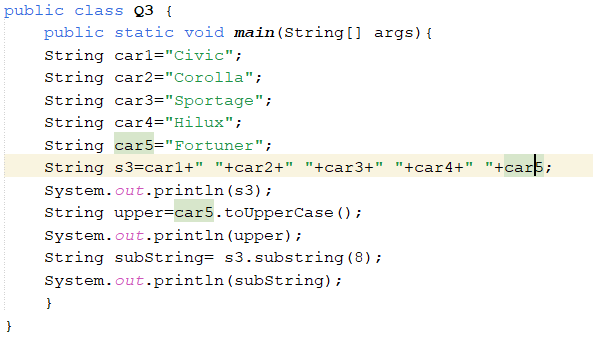 public class Q3 {
public static void main(String[] args){
String car1="Civic";
String car2="Corolla";
String car3="Sportage";
String car4="Hilux";
String car5="Fortuner";
String s3=car1+" "+car2+" "+car3+" "+car4+" "+car5;
System.out.println(s3);
String upper=car5.toUpperCase();
System.out.println(upper);
String subString= s3.substring(8);
System.out.println(subString);
}
}